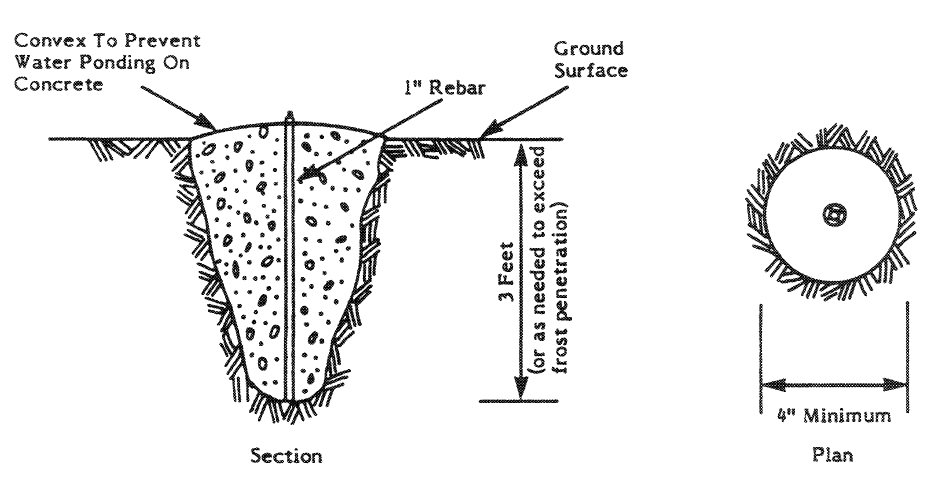 Convex To Prevent
Water Ponding On
Concrete
1" Rebar
Ground
Surface
3 Feet
(or as needed to exceed
frost penetration)
4" Minimum
Section
Plan